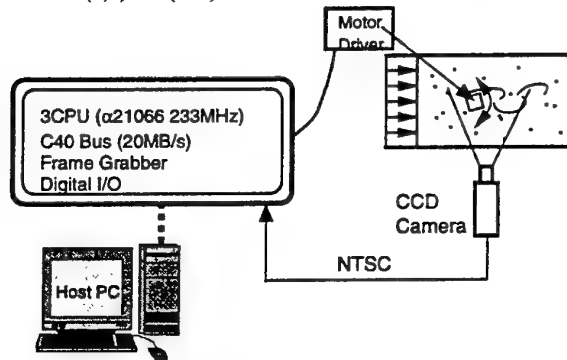 Motor
Driver
3CPU (α21066 233MHz)
C40 Bus (20MB/s)
Frame Grabber
Digital I/O
CCD
Camera
NTSC
Host PC